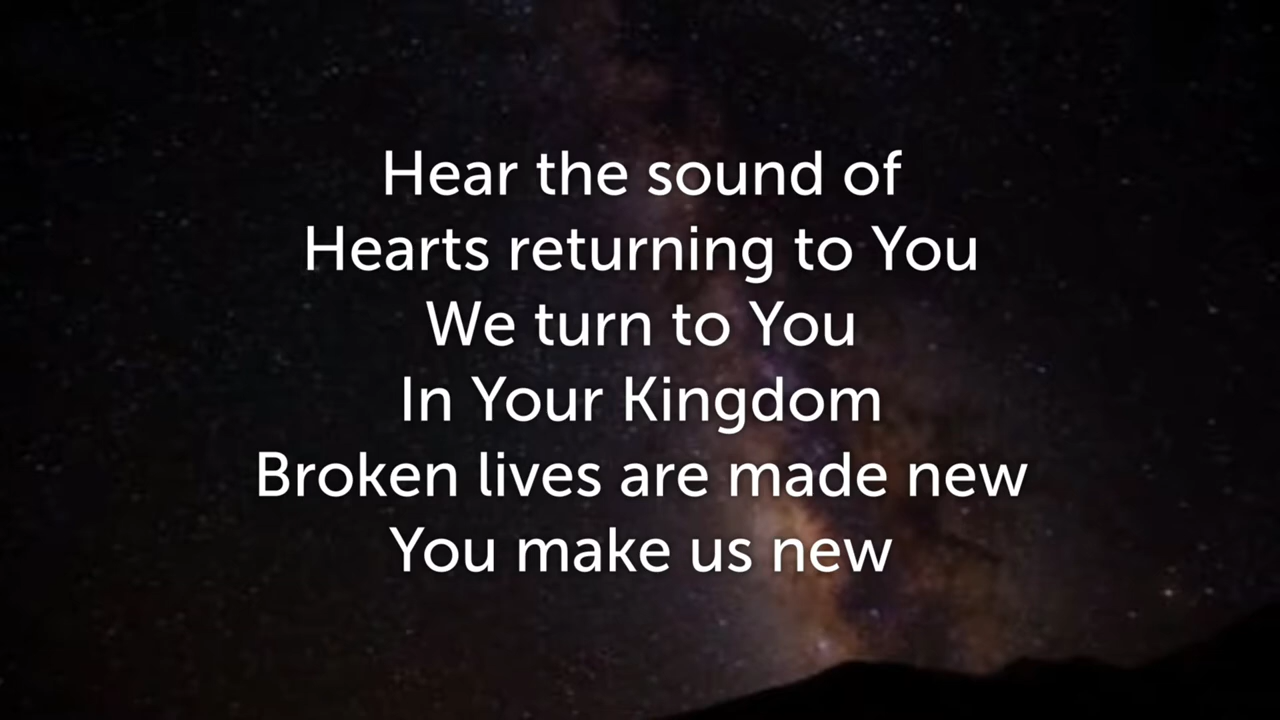 Hear the sound of
Hearts returning to You
We turn to You
In Your Kingdom
Broken lives are made new
You make us new